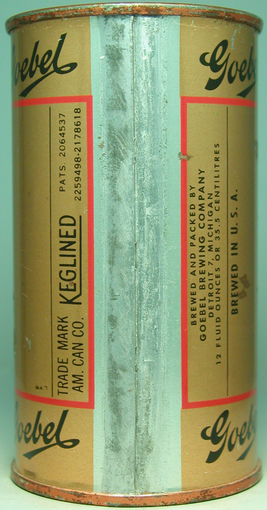 Goebel
Goebel
PATS 2064537
2259498-2178618
TRADE MARK KEGLINED
AM. CAN CO.
BREWED AND PACKED BY
GOEBEL BREWING COMPANY
DETROIT 7, MICHIGAN
12 FLUID OUNCES OR 35.5 CENTILITRES
BREWED IN U.S.A.
Goebel
Goebel